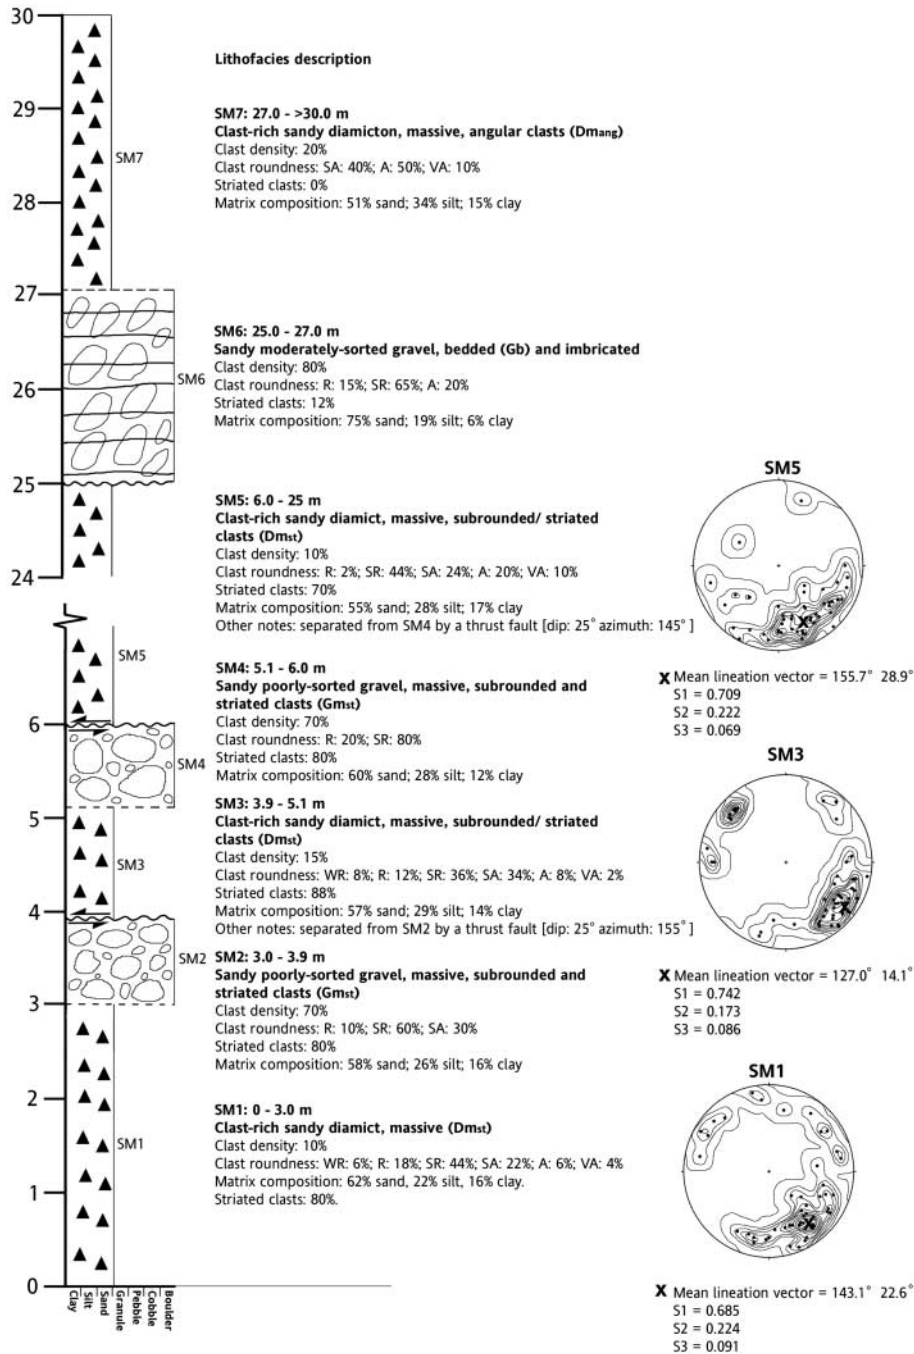 30
29
28
27
26
25
24
6
5
4
3
2
1
0
SM7
SM6
SM5
SM4
SM3
SM2
SM1
Clay
Silt
Sand
Granule
Pebble
Cobble
Boulder
Lithofacies description
SM7: 27.0 - >30.0 m
Clast-rich sandy diamicton, massive, angular clasts (Dmang)
Clast density: 20%
Clast roundness: SA: 40%; A: 50%; VA: 10%
Striated clasts: 0%
Matrix composition: 51% sand; 34% silt; 15% clay
SM6: 25.0 - 27.0 m
Sandy moderately-sorted gravel, bedded (Gb) and imbricated
Clast density: 80%
Clast roundness: R: 15%; SR: 65%; A: 20%
Striated clasts: 12%
Matrix composition: 75% sand; 19% silt; 6% clay
SM5: 6.0 - 25 m
Clast-rich sandy diamict, massive, subrounded/ striated
clasts (Dmst)
Clast density: 10%
Clast roundness: R: 2%; SR: 44%; SA: 24%; A: 20%; VA: 10%
Striated clasts: 70%
Matrix composition: 55% sand; 28% silt; 17% clay
Other notes: separated from SM4 by a thrust fault [dip: 25° azimuth: 145° ]
SM4: 5.1 - 6.0 m
Sandy poorly-sorted gravel, massive, subrounded and
striated clasts (Gmst)
Clast density: 70%
Clast roundness: R: 20%; SR: 80%
Striated clasts: 80%
Matrix composition: 60% sand; 28% silt; 12% clay
SM3: 3.9 - 5.1 m
Clast-rich sandy diamict, massive, subrounded/ striated
clasts (Dmst)
Clast density: 15%
Clast roundness: WR: 8%; R: 12%; SR: 36%; SA: 34%; A: 8%; VA: 2%
Striated clasts: 88%
Matrix composition: 57% sand; 29% silt; 14% clay
Other notes: separated from SM2 by a thrust fault [dip: 25° azimuth: 155° ]
SM2: 3.0 - 3.9 m
Sandy poorly-sorted gravel, massive, subrounded and
striated clasts (Gmst)
Clast density: 70%
Clast roundness: R: 10%; SR: 60%; SA: 30%
Striated clasts: 80%
Matrix composition: 58% sand; 26% silt; 16% clay
SM1: 0 - 3.0 m
Clast-rich sandy diamict, massive (Dmst)
Clast density: 10%
Clast roundness: WR: 6%; R: 18%; SR: 44%; SA: 22%; A: 6%; VA: 4%
Matrix composition: 62% sand, 22% silt, 16% clay.
Striated clasts: 80%.
SM5
X
X Mean lineation vector = 155.7° 28.9°
S1 = 0.709
S2 = 0.222
S3 = 0.069
SM3
X
X Mean lineation vector = 127.0° 14.1°
S1 = 0.742
S2 = 0.173
S3 = 0.086
SM1
X
X Mean lineation vector = 143.1° 22.6°
S1 = 0.685
S2 = 0.224
S3 = 0.091